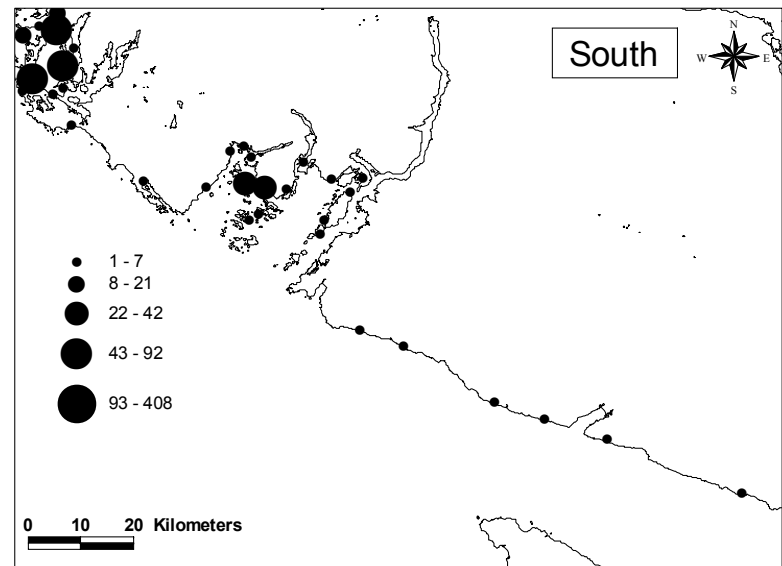 South
N
W E
S
1 - 7
8 - 21
22 - 42
43 - 92
93 - 408
0 10 20 Kilometers